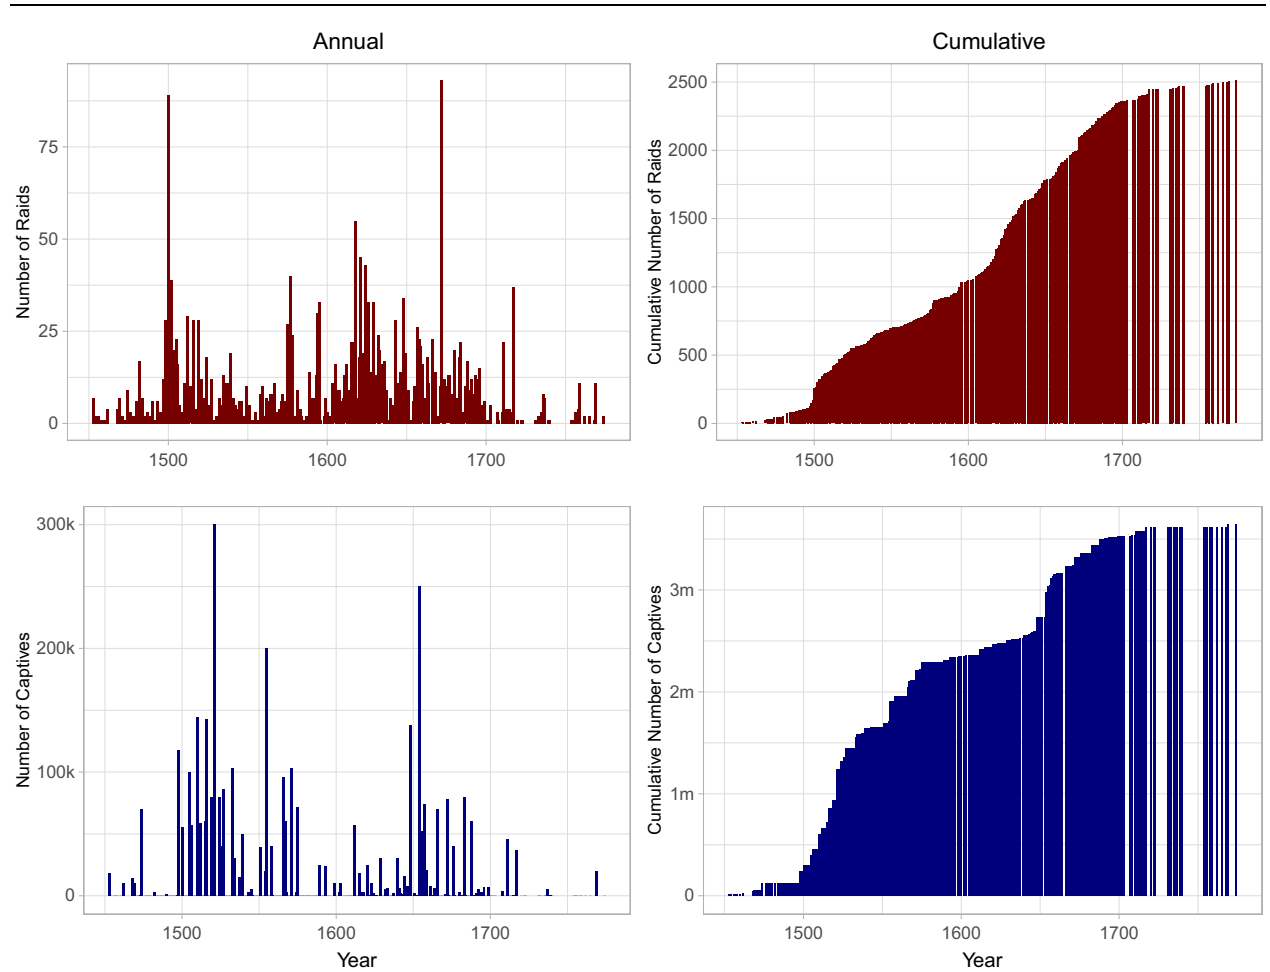 Annual
Cumulative
Number of Raids
75
50
25
0
1500 1600 1700
Cumulative Number of Raids
2500
2000
1500
1000
500
0
1500 1600 1700
Number of Captives
300k
200k
100k
0
1500 1600 1700
Year
Cumulative Number of Captives
3m
2m
1m
0
1500 1600 1700
Year